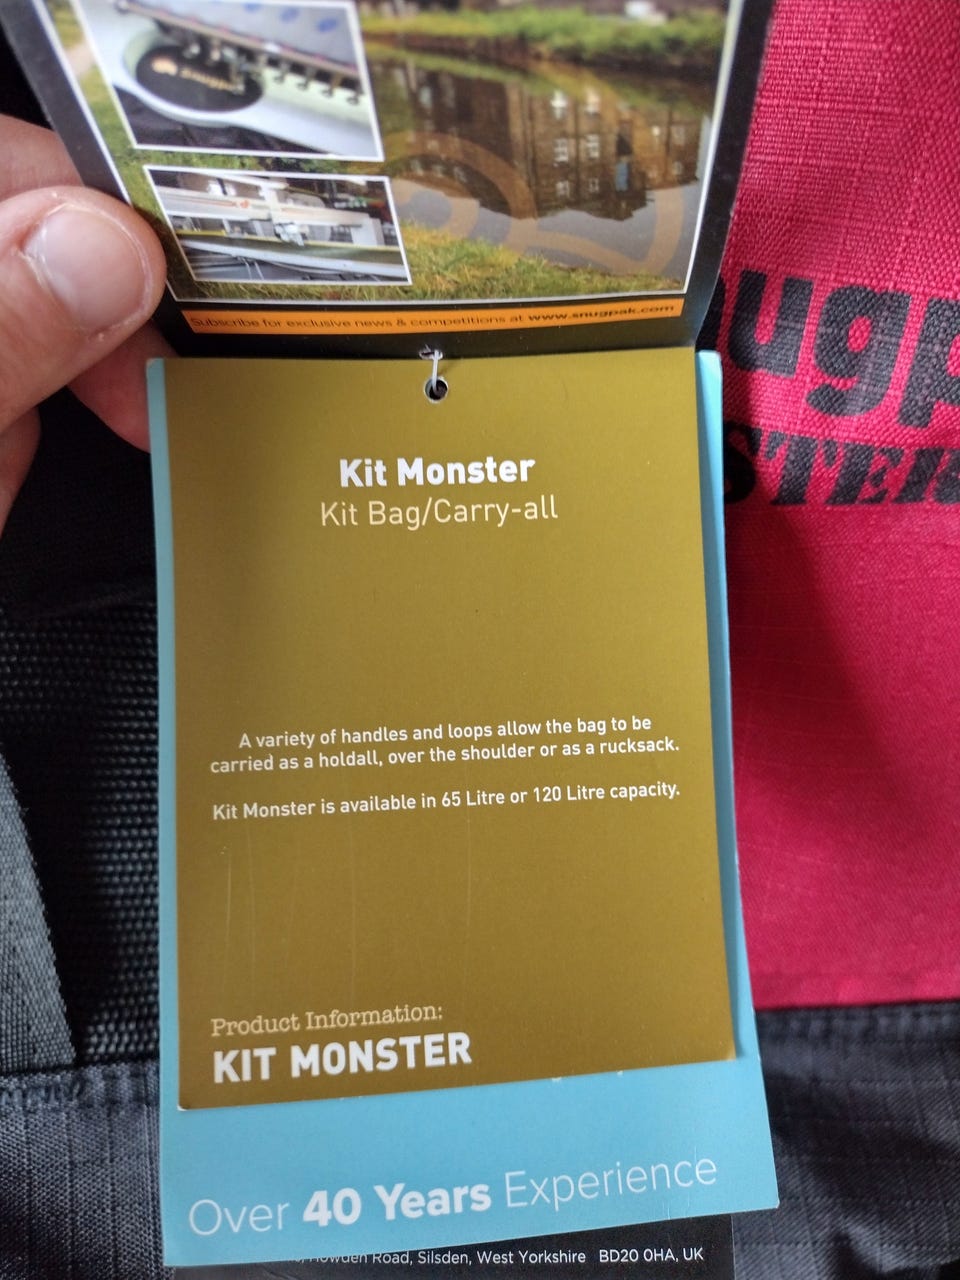 Subscribe for exclusive news & competitions at www.snugpak.com
Kit Monster
Kit Bag/Carry-all
A variety of handles and loops allow the bag to be
carried as a holdall, over the shoulder or as a rucksack.
Kit Monster is available in 65 Litre or 120 Litre capacity.
Product Information:
KIT MONSTER
Over 40 Years Experience
Howden Road, Silsden, West Yorkshire BD20 0HA, UK
ugp
STER